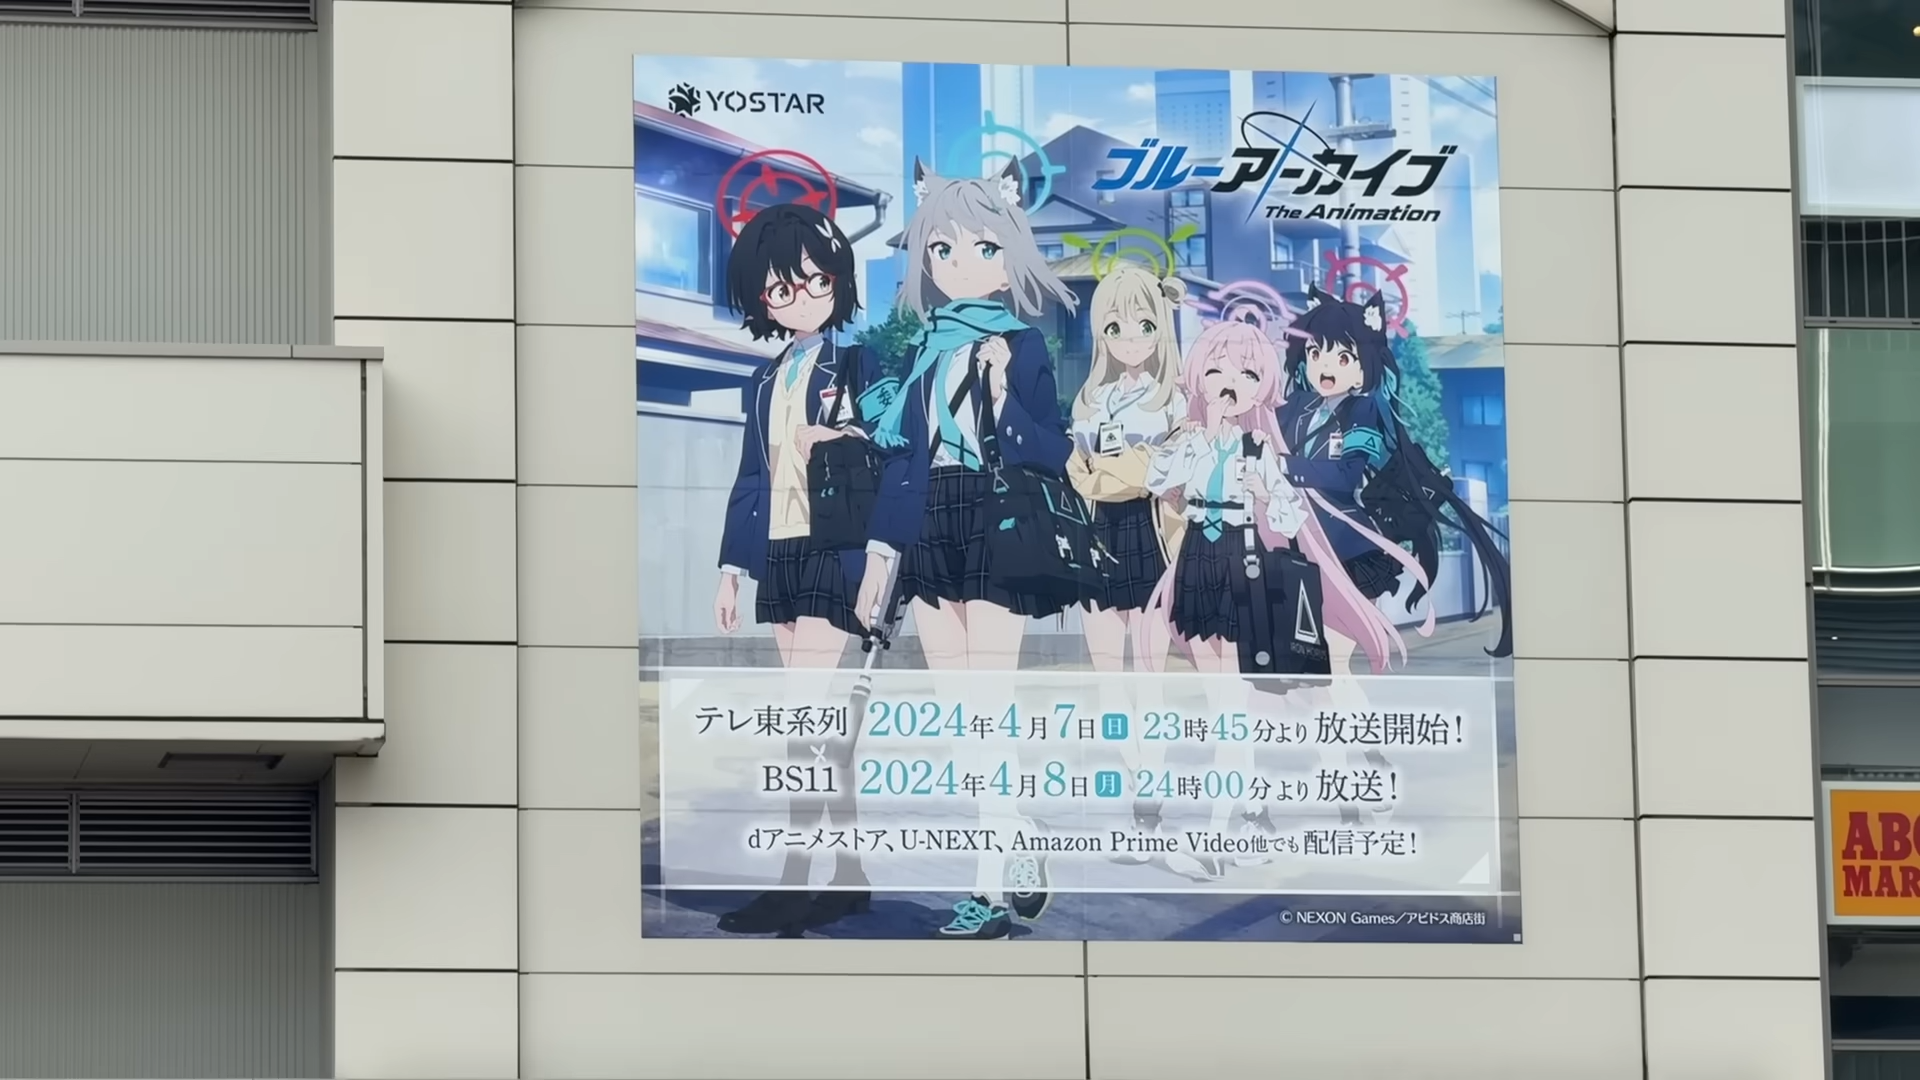 YOSTAR
ブルーアーカイブ
The Animation
委
テレ東系列 2024年4月7日 日 23時45分より 放送開始!
BS11 2024年4月8日 月 24時00分より 放送!
dアニメストア、U-NEXT、Amazon Prime Video他でも配信予定!
© NEXON Games/アビドス商店街
ABC
MAR